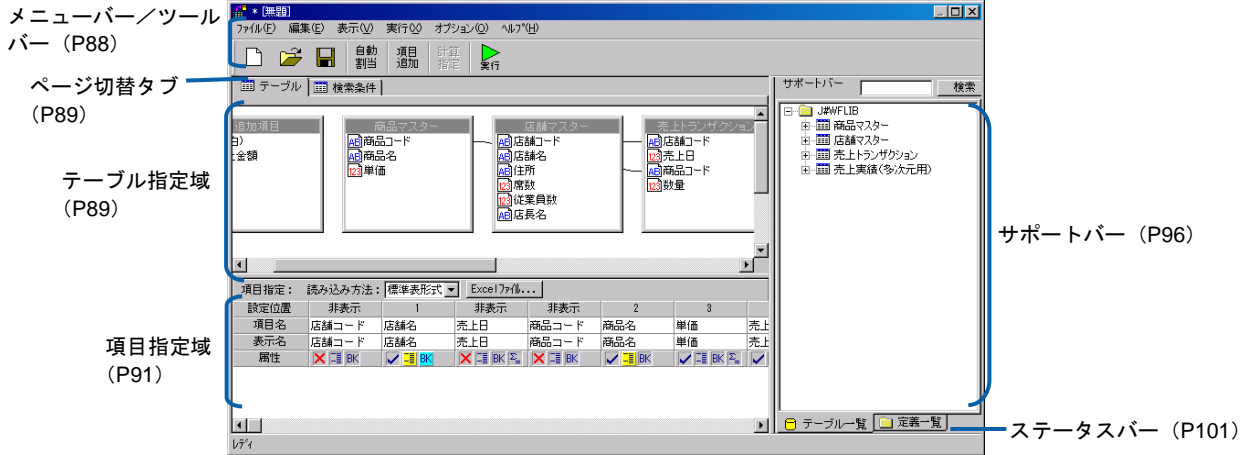 メニューバー／ツール
バー（P88）
ページ切替タブ
（P89）
テーブル指定域
（P89）
項目指定域
（P91）
サポートバー（P96）
ステータスバー（P101）
* [無題]
ファイル(F) 編集(E) 表示(V) 実行(X) オプション(O) ヘルプ(H)
自動
割当
項目
追加
計算
指定
実行
テーブル 検索条件
追加項目
金額
商品マスター
商品コード
商品名
単価
店舗マスター
店舗コード
店舗名
住所
席数
従業員数
店長名
売上トランザクション
店舗コード
売上日
商品コード
数量
項目指定： 読み込み方法： 標準表形式 Excelファイル...
設定位置 非表示 1 非表示 非表示 2 3
項目名 店舗コード 店舗名 売上日 商品コード 商品名 単価 売上
表示名 店舗コード 店舗名 売上日 商品コード 商品名 単価 売上
属性 BK BK BK Σ BK BK BK Σ
サポートバー 検索
J#WFLIB
商品マスター
店舗マスター
売上トランザクション
売上実績(多次元用)
テーブル一覧 定義一覧
レディ